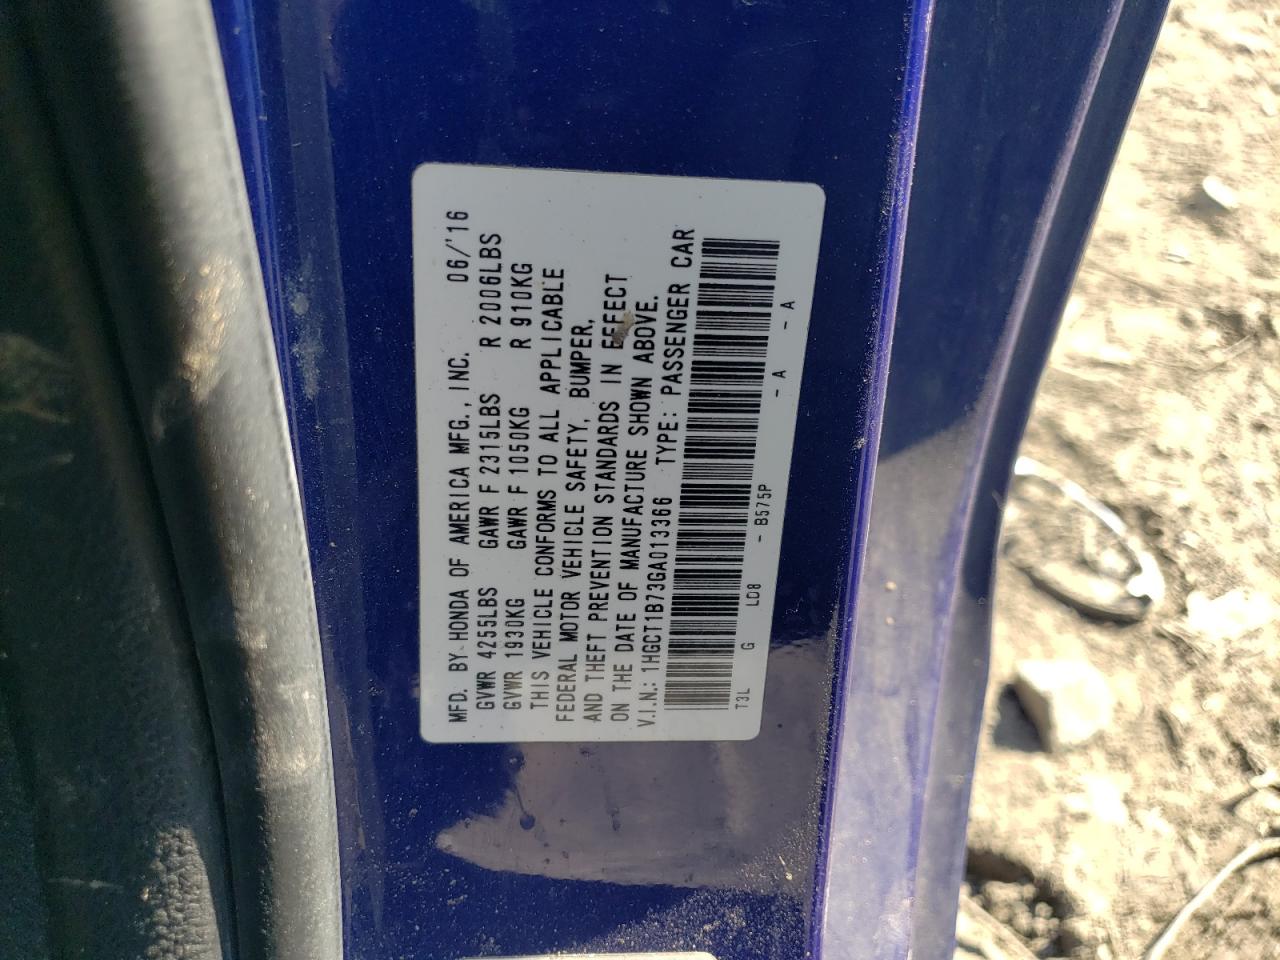 MFD. BY HONDA OF AMERICA MFG., INC. 06/'16
GVWR 4255LBS GAWR F 2315LBS R 2006LBS
GVWR 1930KG GAWR F 1050KG R 910KG
THIS VEHICLE CONFORMS TO ALL APPLICABLE
FEDERAL MOTOR VEHICLE SAFETY, BUMPER,
AND THEFT PREVENTION STANDARDS IN EFFECT
ON THE DATE OF MANUFACTURE SHOWN ABOVE.
V.I.N.: 1HGCT1B73GA013366 TYPE: PASSENGER CAR
T3L G LD8 - B575P - A - A